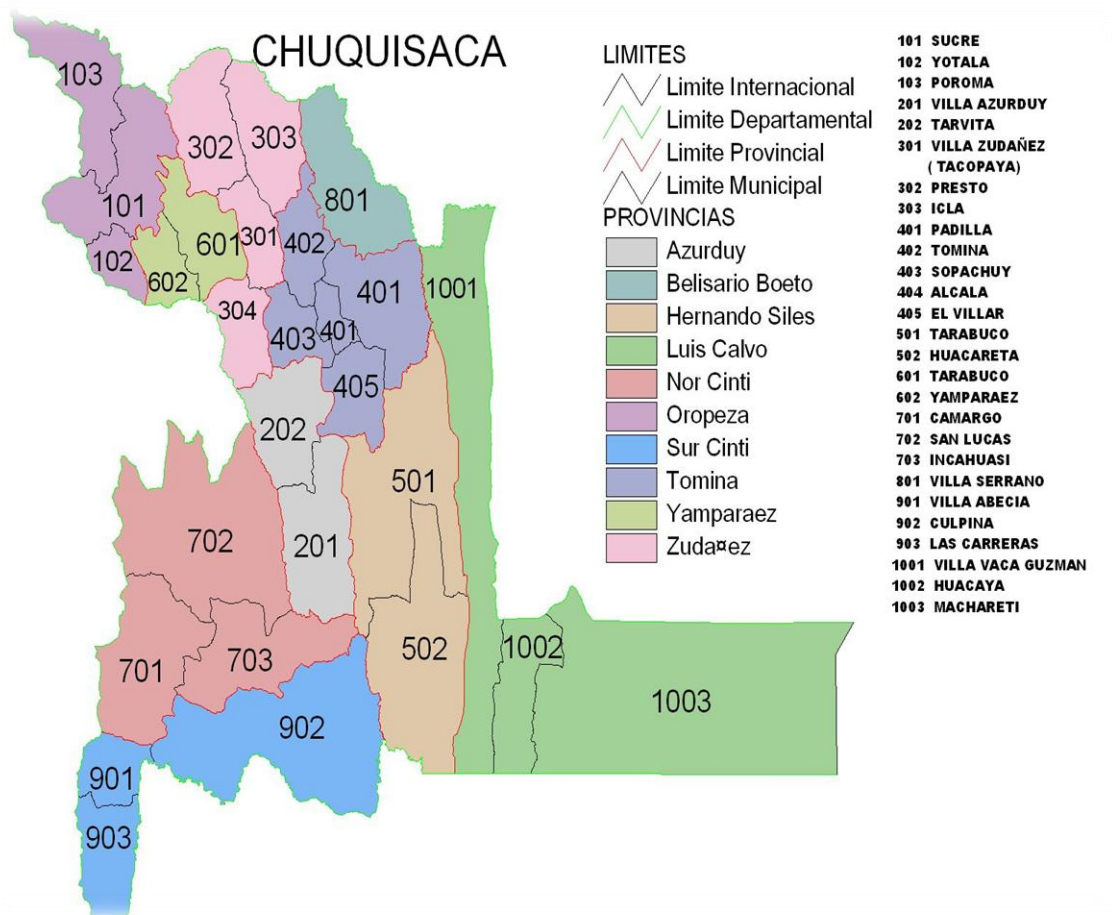 CHUQUISACA
103
302
303
101
801
601
301
402
102
602
401
1001
304
403
401
405
202
501
702
201
701
703
502
1002
1003
902
901
903
LIMITES
Limite Internacional
Limite Departamental
Limite Provincial
Limite Municipal
PROVINCIAS
Azurduy
Belisario Boeto
Hernando Siles
Luis Calvo
Nor Cinti
Oropeza
Sur Cinti
Tomina
Yamparaez
Zuda¤ez
101 SUCRE
102 YOTALA
103 POROMA
201 VILLA AZURDUY
202 TARVITA
301 VILLA ZUDAÑEZ
( TACOPAYA)
302 PRESTO
303 ICLA
401 PADILLA
402 TOMINA
403 SOPACHUY
404 ALCALA
405 EL VILLAR
501 TARABUCO
502 HUACARETA
601 TARABUCO
602 YAMPARAEZ
701 CAMARGO
702 SAN LUCAS
703 INCAHUASI
801 VILLA SERRANO
901 VILLA ABECIA
902 CULPINA
903 LAS CARRERAS
1001 VILLA VACA GUZMAN
1002 HUACAYA
1003 MACHARETI